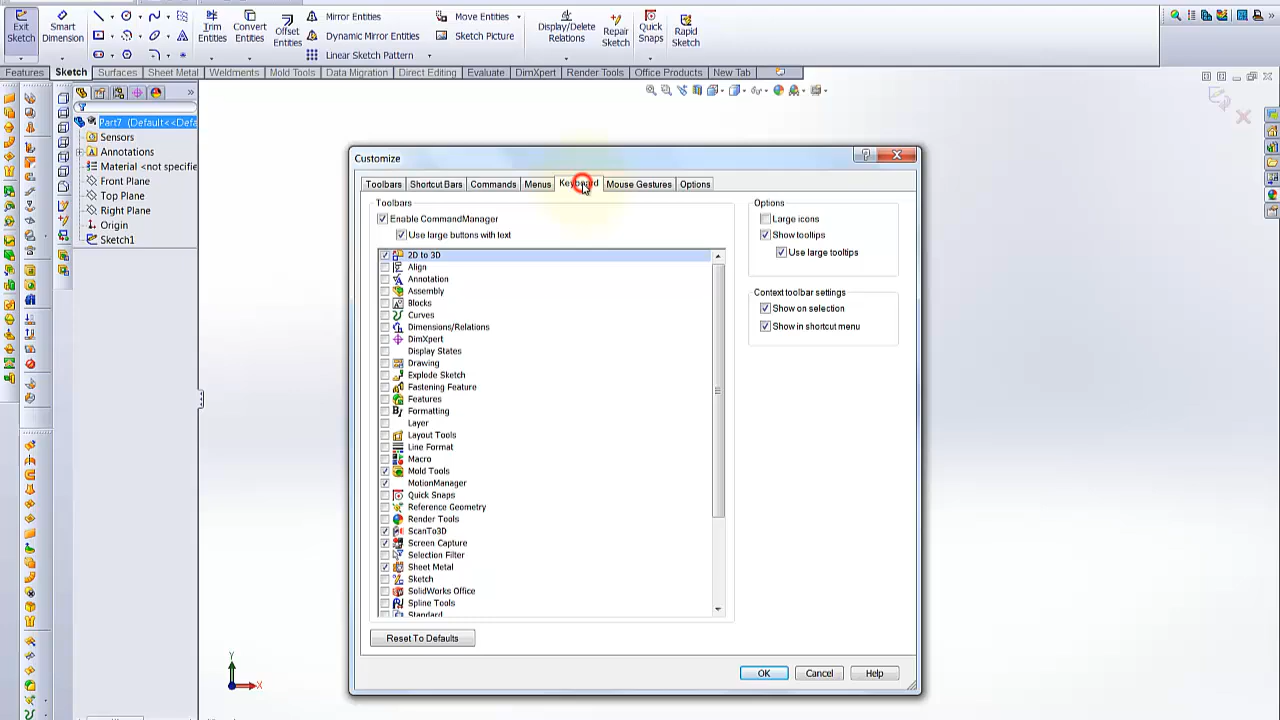 Exit Sketch
Smart Dimension
Trim Entities
Convert Entities
Offset Entities
Mirror Entities
Dynamic Mirror Entities
Linear Sketch Pattern
Move Entities
Sketch Picture
Display/Delete Relations
Repair Sketch
Quick Snaps
Rapid Sketch
Features Sketch Surfaces Sheet Metal Weldments Mold Tools Data Migration Direct Editing Evaluate DimXpert Render Tools Office Products New Tab
»
Part7 (Default<<Defa
Sensors
Annotations
Material <not specifie
Front Plane
Top Plane
Right Plane
Origin
Sketch1
Customize
Toolbars Shortcut Bars Commands Menus Keyboard Mouse Gestures Options
Toolbars
Enable CommandManager
Use large buttons with text
2D to 3D
Align
Annotation
Assembly
Blocks
Curves
Dimensions/Relations
DimXpert
Display States
Drawing
Explode Sketch
Fastening Feature
Features
Formatting
Layer
Layout Tools
Line Format
Macro
Mold Tools
MotionManager
Quick Snaps
Reference Geometry
Render Tools
ScanTo3D
Screen Capture
Selection Filter
Sheet Metal
Sketch
SolidWorks Office
Spline Tools
Standard
Options
Large icons
Show tooltips
Use large tooltips
Context toolbar settings
Show on selection
Show in shortcut menu
Reset To Defaults
OK Cancel Help
Y
X